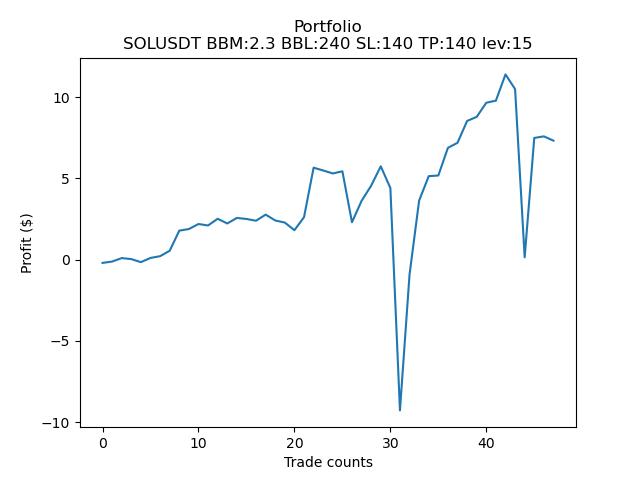 Portfolio
SOLUSDT BBM:2.3 BBL:240 SL:140 TP:140 lev:15
10
5
0
−5
−10
Profit ($)
0 10 20 30 40
Trade counts